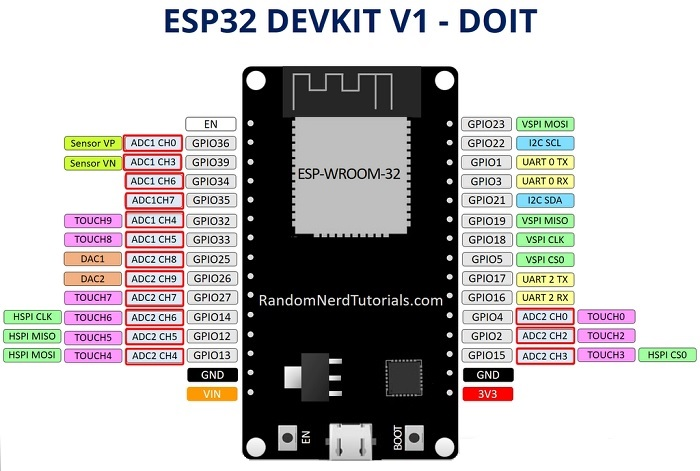 ESP32 DEVKIT V1 - DOIT
EN
GPIO23 VSPI MOSI
Sensor VP ADC1 CH0 GPIO36
GPIO22 I2C SCL
Sensor VN ADC1 CH3 GPIO39
GPIO1 UART 0 TX
ADC1 CH6 GPIO34
ESP-WROOM-32
GPIO3 UART 0 RX
ADC1CH7 GPIO35
GPIO21 I2C SDA
TOUCH9 ADC1 CH4 GPIO32
GPIO19 VSPI MISO
TOUCH8 ADC1 CH5 GPIO33
GPIO18 VSPI CLK
DAC1 ADC2 CH8 GPIO25
GPIO5 VSPI CS0
DAC2 ADC2 CH9 GPIO26
GPIO17 UART 2 TX
TOUCH7 ADC2 CH7 GPIO27
RandomNerdTutorials.com
GPIO16 UART 2 RX
HSPI CLK TOUCH6 ADC2 CH6 GPIO14
GPIO4 ADC2 CH0 TOUCH0
HSPI MISO TOUCH5 ADC2 CH5 GPIO12
GPIO2 ADC2 CH2 TOUCH2
HSPI MOSI TOUCH4 ADC2 CH4 GPIO13
GPIO15 ADC2 CH3 TOUCH3 HSPI CS0
GND
GND
VIN
3V3
EN
BOOT